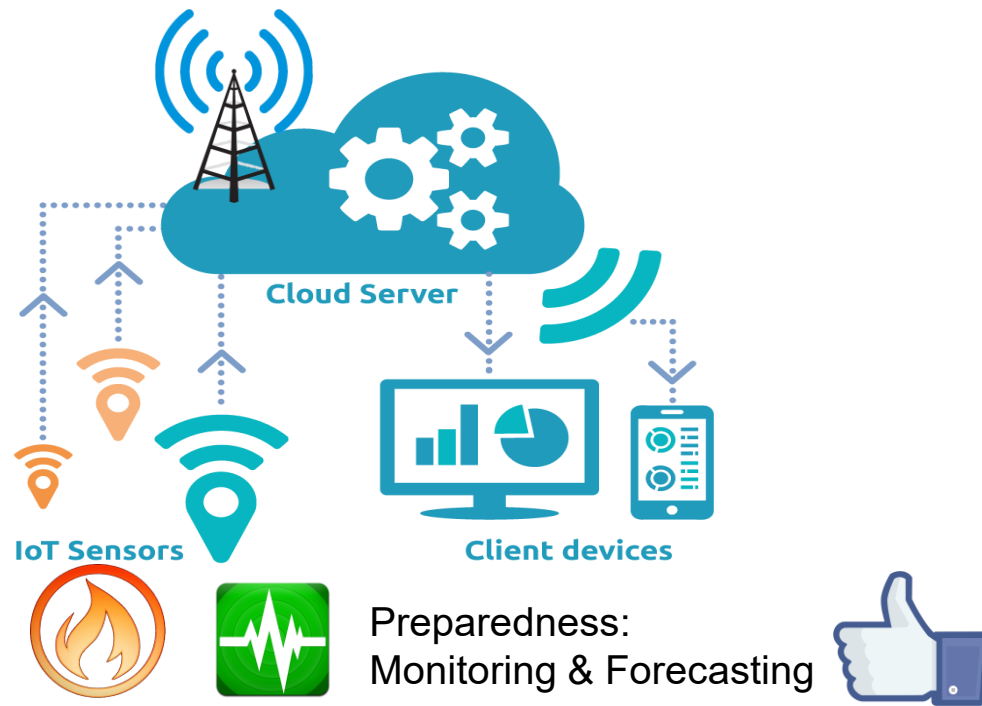 Cloud Server
IoT Sensors
Client devices
Preparedness:
Monitoring & Forecasting